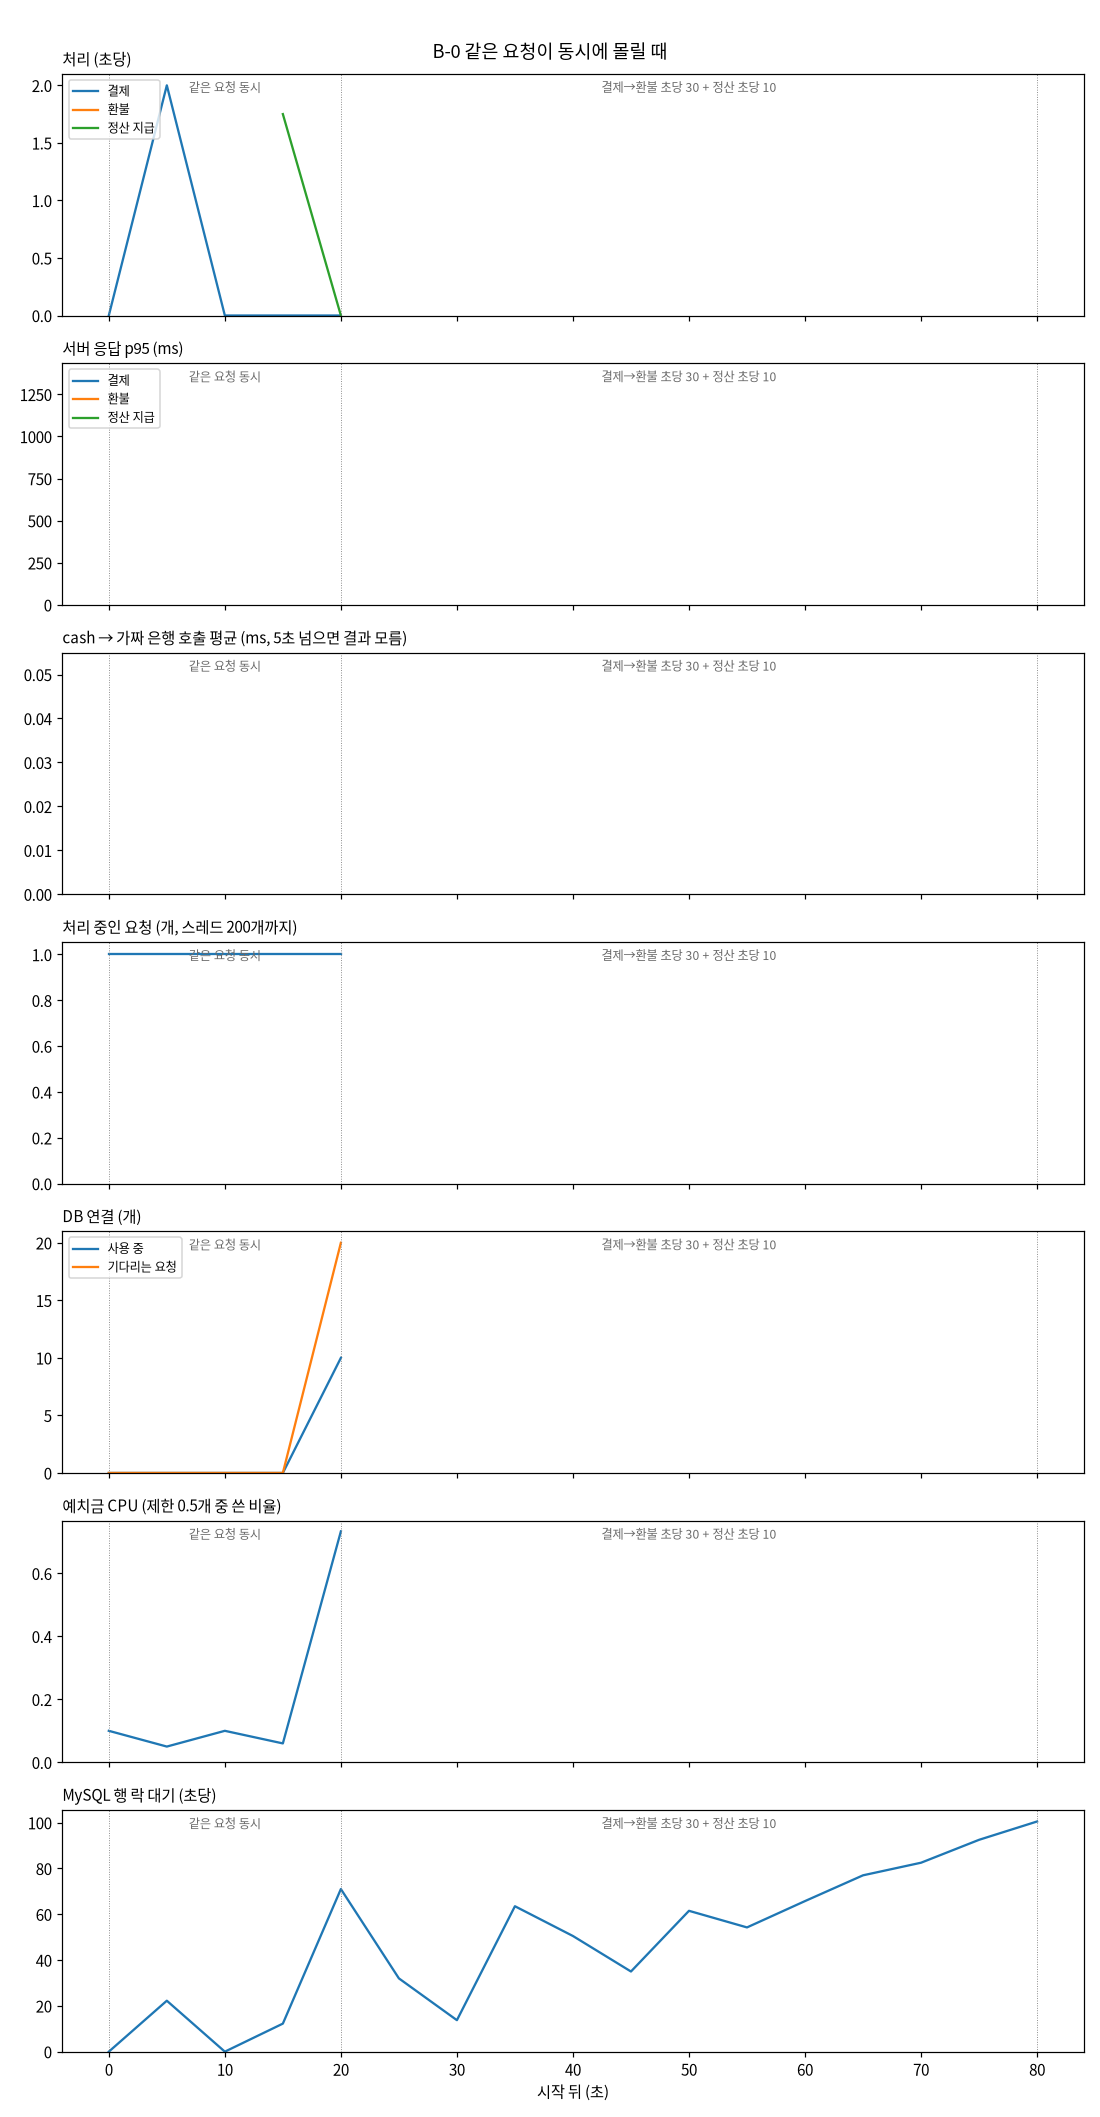 B-0 같은 요청이 동시에 몰릴 때
처리 (초당)
결제
환불
정산 지급
같은 요청 동시
결제→환불 초당 30 + 정산 초당 10
2.0
1.5
1.0
0.5
0.0
서버 응답 p95 (ms)
결제
환불
정산 지급
같은 요청 동시
결제→환불 초당 30 + 정산 초당 10
1250
1000
750
500
250
0
cash → 가짜 은행 호출 평균 (ms, 5초 넘으면 결과 모름)
같은 요청 동시
결제→환불 초당 30 + 정산 초당 10
0.05
0.04
0.03
0.02
0.01
0.00
처리 중인 요청 (개, 스레드 200개까지)
같은 요청 동시
결제→환불 초당 30 + 정산 초당 10
1.0
0.8
0.6
0.4
0.2
0.0
DB 연결 (개)
사용 중
기다리는 요청
같은 요청 동시
결제→환불 초당 30 + 정산 초당 10
20
15
10
5
0
예치금 CPU (제한 0.5개 중 쓴 비율)
같은 요청 동시
결제→환불 초당 30 + 정산 초당 10
0.6
0.4
0.2
0.0
MySQL 행 락 대기 (초당)
같은 요청 동시
결제→환불 초당 30 + 정산 초당 10
100
80
60
40
20
0
0 10 20 30 40 50 60 70 80
시작 뒤 (초)